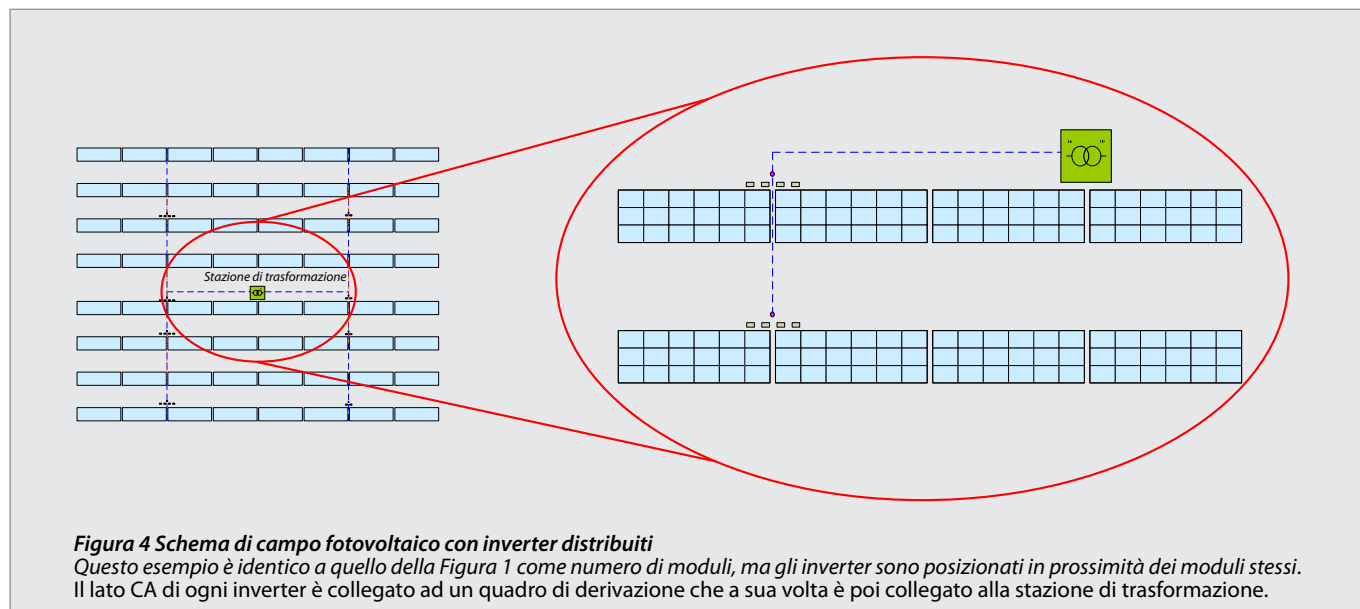 Stazione di trasformazione
Figura 4 Schema di campo fotovoltaico con inverter distribuiti
Questo esempio è identico a quello della Figura 1 come numero di moduli, ma gli inverter sono posizionati in prossimità dei moduli stessi.
Il lato CA di ogni inverter è collegato ad un quadro di derivazione che a sua volta è poi collegato alla stazione di trasformazione.